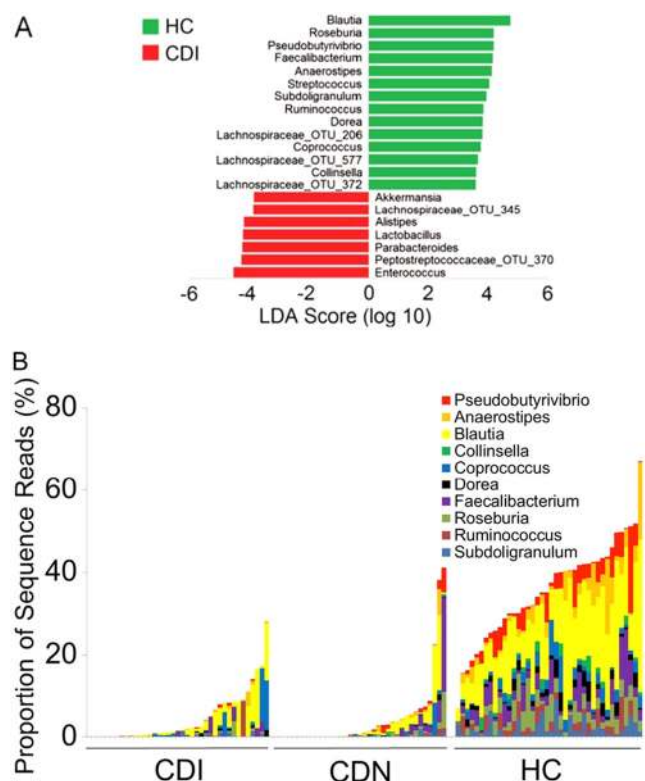 A
HC
CDI
Blautia
Roseburia
Pseudobutyrivibrio
Faecalibacterium
Anaerostipes
Streptococcus
Subdoligranulum
Ruminococcus
Dorea
Lachnospiraceae_OTU_206
Coprococcus
Lachnospiraceae_OTU_577
Collinsella
Lachnospiraceae_OTU_372
Akkermansia
Lachnospiraceae_OTU_345
Alistipes
Lactobacillus
Parabacteroides
Peptostreptococcaceae_OTU_370
Enterococcus
-6 -4 -2 0 2 4 6
LDA Score (log 10)
B
Proportion of Sequence Reads (%)
80
60
40
20
0
Pseudobutyrivibrio
Anaerostipes
Blautia
Collinsella
Coprococcus
Dorea
Faecalibacterium
Roseburia
Ruminococcus
Subdoligranulum
CDI CDN HC